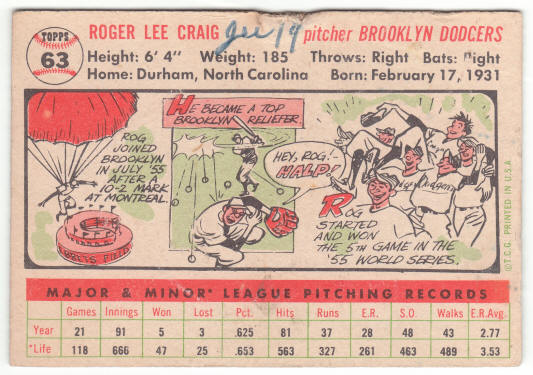 ROGER LEE CRAIG pitcher BROOKLYN DODGERS
TOPPS
63
Height: 6' 4" Weight: 185 Throws: Right Bats: Right
Home: Durham, North Carolina Born: February 17, 1931
ROG
JOINED
BROOKLYN
IN
JULY '55
AFTER A
10-2 MARK
AT
MONTREAL.
EBBETS FIELD
HE BECAME A TOP
BROOKLYN RELIEFER.
HEY, ROG!-
HALP!
ROG
STARTED
AND WON
THE 5TH GAME IN THE
'55 WORLD SERIES.
© T.C.G. PRINTED IN U.S.A
MAJOR & MINOR* LEAGUE PITCHING RECORDS
Games Innings Won Lost Pct. Hits Runs E.R. S.O. Walks E.R.Avg.
Year 21 91 5 3 .625 81 37 28 48 43 2.77
*Life 118 666 47 25 .653 563 327 261 463 489 3.53